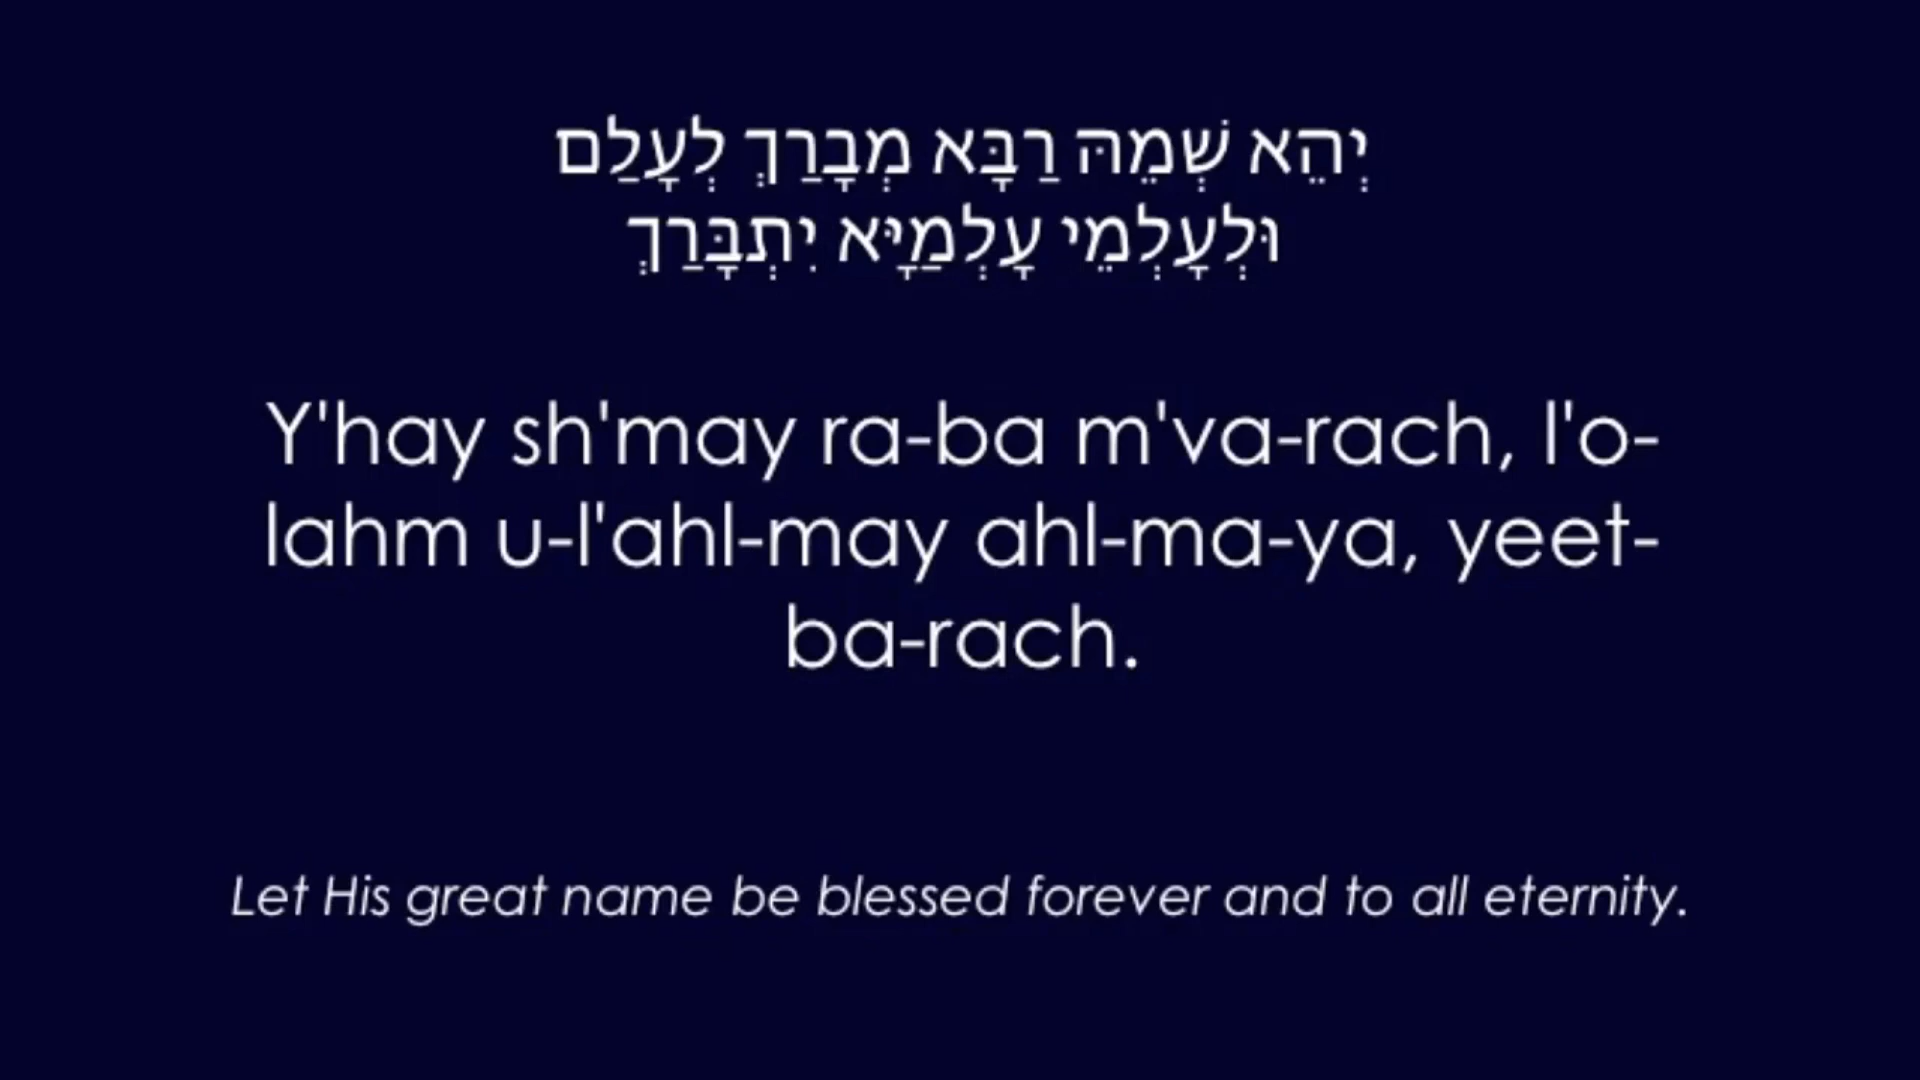 יְהֵא שְׁמֵהּ רַבָּא מְבָרַךְ לְעָלַם
וּלְעָלְמֵי עָלְמַיָּא יִתְבָּרַךְ
Y'hay sh'may ra-ba m'va-rach, l'o-
lahm u-l'ahl-may ahl-ma-ya, yeet-
ba-rach.
Let His great name be blessed forever and to all eternity.